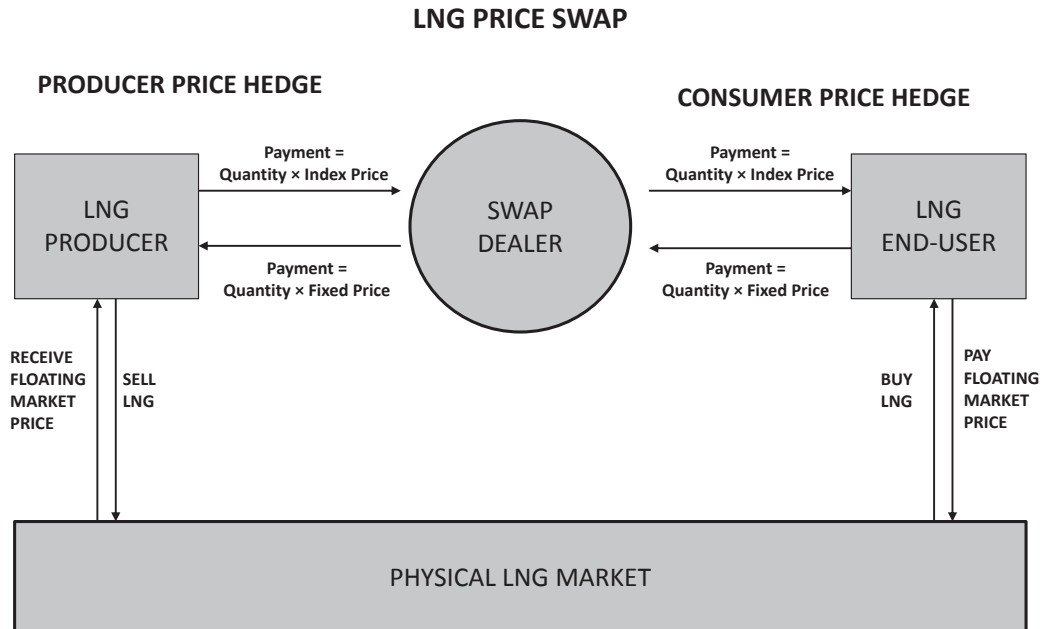 LNG PRICE SWAP
PRODUCER PRICE HEDGE
CONSUMER PRICE HEDGE
Payment =
Quantity × Index Price
Payment =
Quantity × Index Price
LNG
PRODUCER
SWAP
DEALER
LNG
END-USER
Payment =
Quantity × Fixed Price
Payment =
Quantity × Fixed Price
RECEIVE
FLOATING
MARKET
PRICE
SELL
LNG
BUY
LNG
PAY
FLOATING
MARKET
PRICE
PHYSICAL LNG MARKET